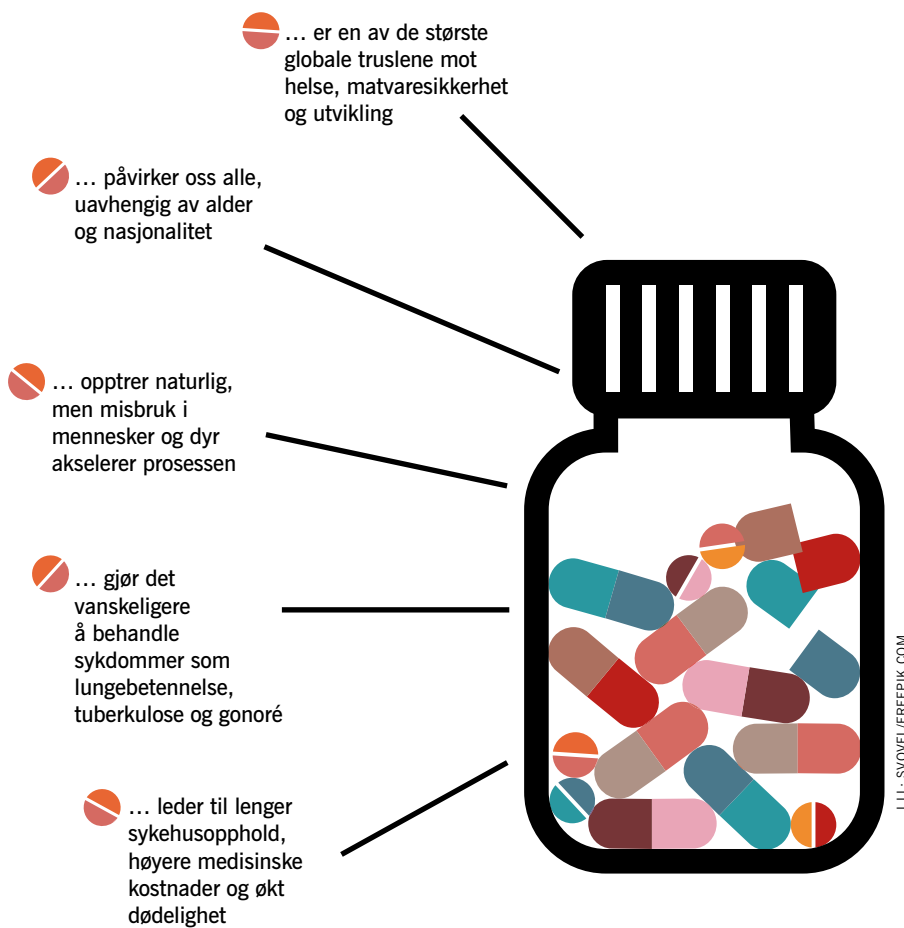 … er en av de største
globale truslene mot
helse, matvaresikkerhet
og utvikling
… påvirker oss alle,
uavhengig av alder
og nasjonalitet
… opptrer naturlig,
men misbruk i
mennesker og dyr
akselerer prosessen
… gjør det
vanskeligere
å behandle
sykdommer som
lungebetennelse,
tuberkulose og gonoré
… leder til lenger
sykehusopphold,
høyere medisinske
kostnader og økt
dødelighet
ILL: SVOVEL/FREEPIK.COM